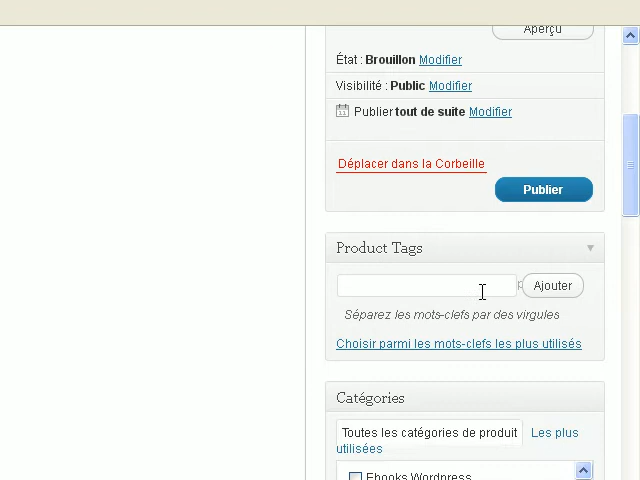 Aperçu
État : Brouillon Modifier
Visibilité : Public Modifier
Publier tout de suite Modifier
Déplacer dans la Corbeille
Publier
Product Tags
Ajouter
Séparez les mots-clefs par des virgules
Choisir parmi les mots-clefs les plus utilisés
Catégories
Toutes les catégories de produit Les plus
utilisées
Ebooks Wordpress